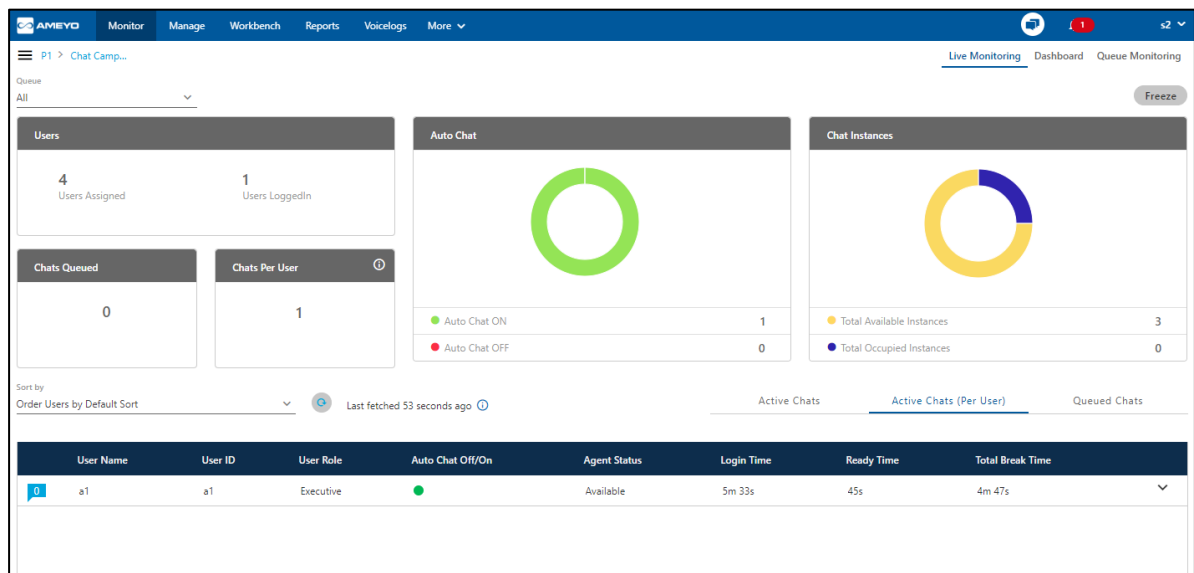 AMEYO Monitor Manage Workbench Reports Voicelogs More 1 s2
P1 > Chat Camp... Live Monitoring Dashboard Queue Monitoring
Queue
All
Freeze
Users
4
Users Assigned
1
Users LoggedIn
Chats Queued
0
Chats Per User
1
Auto Chat
Auto Chat ON 1
Auto Chat OFF 0
Chat Instances
Total Available Instances 3
Total Occupied Instances 0
Sort by
Order Users by Default Sort
Last fetched 53 seconds ago
Active Chats Active Chats (Per User) Queued Chats
User Name User ID User Role Auto Chat Off/On Agent Status Login Time Ready Time Total Break Time
0 a1 a1 Executive Available 5m 33s 45s 4m 47s